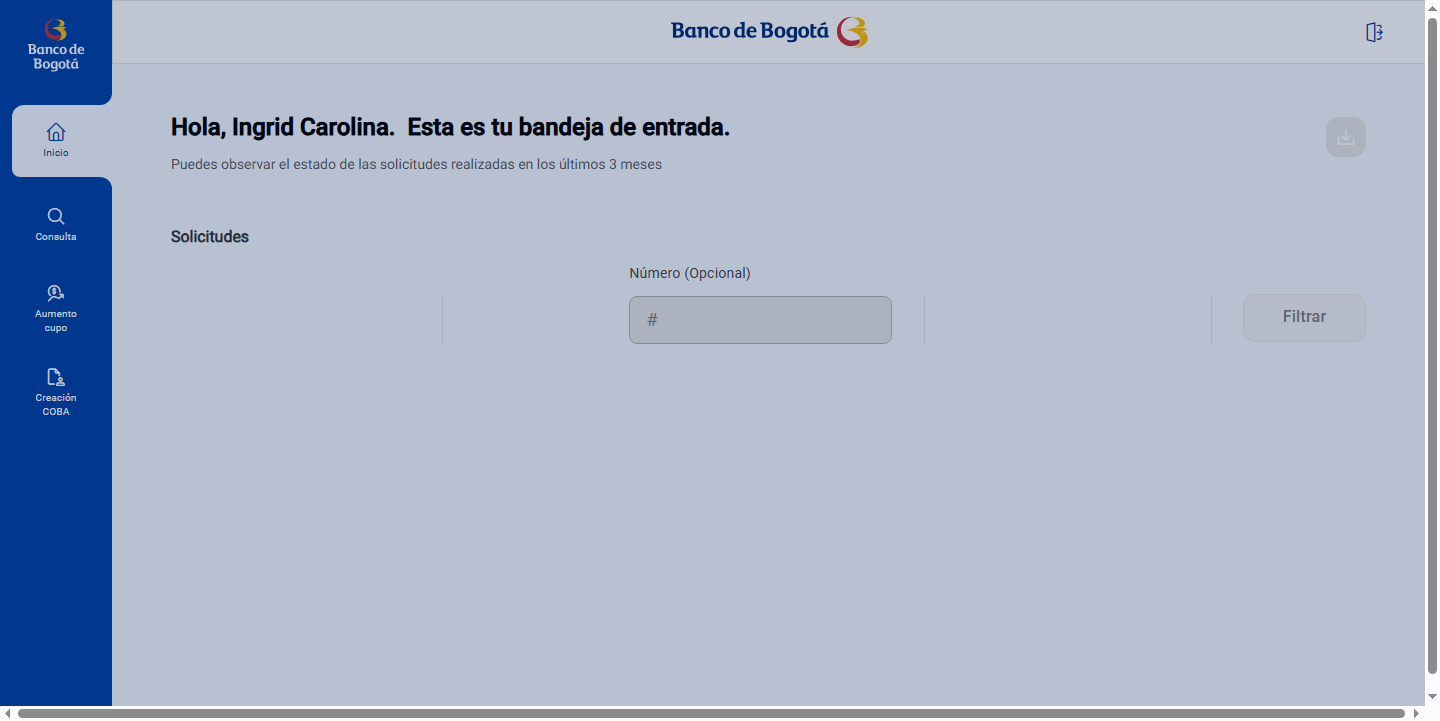 Banco de
Bogotá
Banco de Bogotá
Inicio
Consulta
Aumento
cupo
Creación
COBA
Hola, Ingrid Carolina.  Esta es tu bandeja de entrada.
Puedes observar el estado de las solicitudes realizadas en los últimos 3 meses
Solicitudes
Número (Opcional)
#
Filtrar